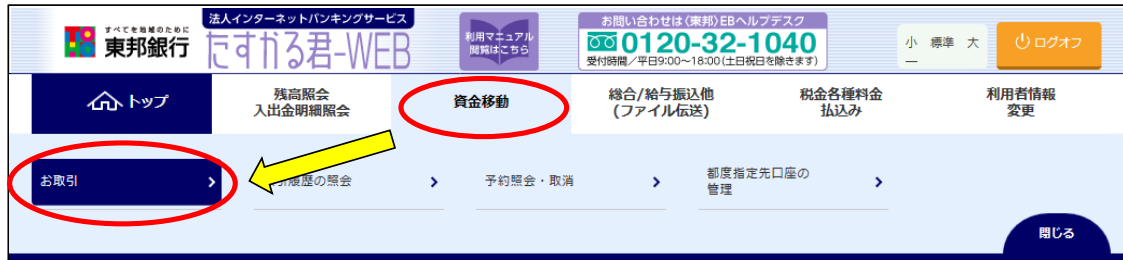 すべてを地域のために
東邦銀行
法人インターネットバンキングサービス
たすかる君-WEB
利用マニュアル
閲覧はこちら
お問い合わせは〈東邦〉EBヘルプデスク
0120-32-1040
受付時間／平日9:00～18:00(土日祝日を除きます)
小 標準 大
ログオフ
トップ
残高照会
入出金明細照会
資金移動
総合/給与振込他
(ファイル伝送)
税金各種料金
払込み
利用者情報
変更
お取引
引履歴の照会
予約照会・取消
都度指定先口座の
管理
閉じる